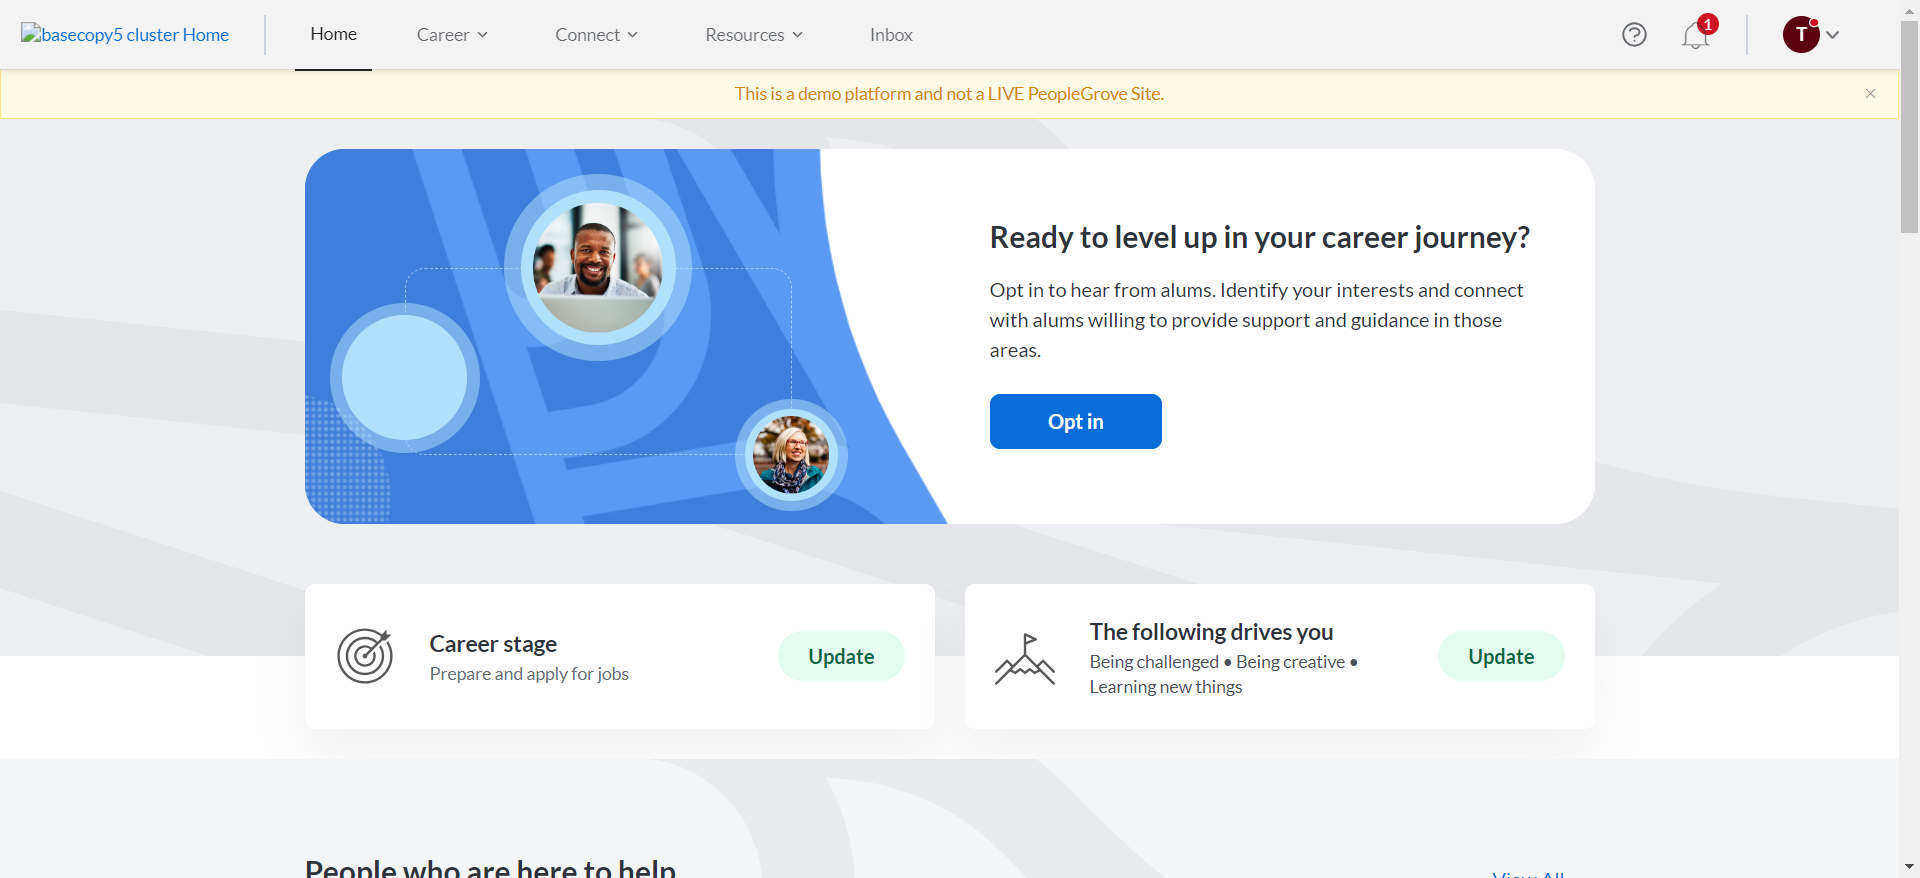 basecopy5 cluster Home
Home
Career
Connect
Resources
Inbox
1
T
This is a demo platform and not a LIVE PeopleGrove Site.
Ready to level up in your career journey?
Opt in to hear from alums. Identify your interests and connect
with alums willing to provide support and guidance in those
areas.
Opt in
Career stage
Prepare and apply for jobs
Update
The following drives you
Being challenged • Being creative •
Learning new things
Update
People who are here to help
View All